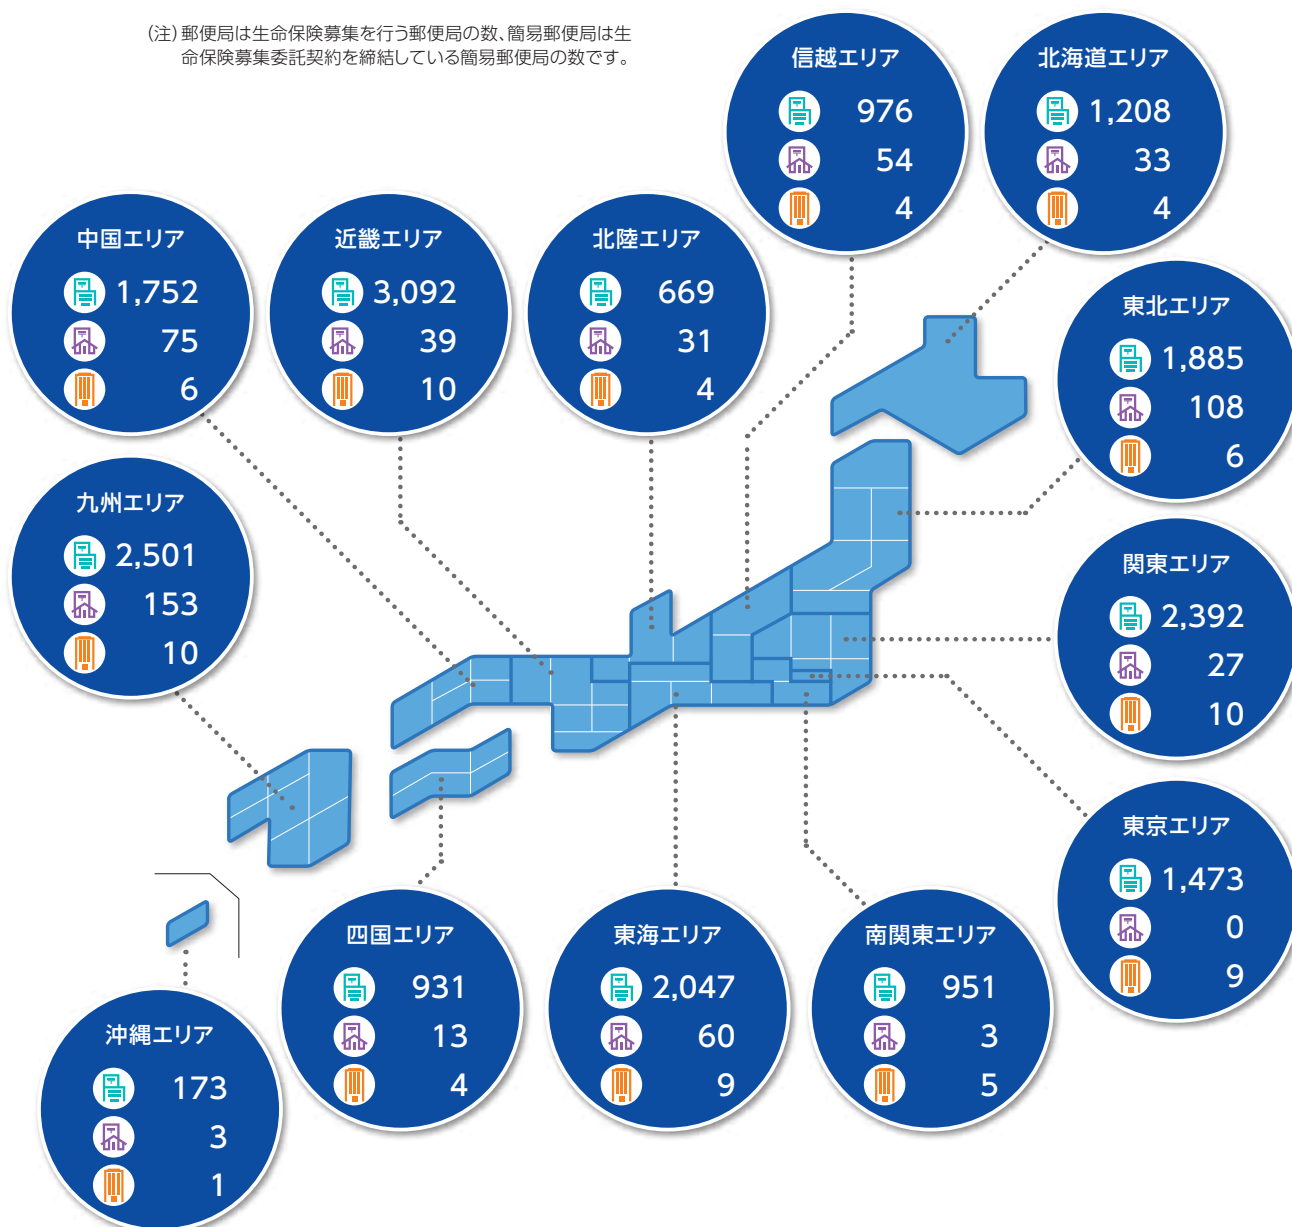 (注) 郵便局は生命保険募集を行う郵便局の数、簡易郵便局は生
命保険募集委託契約を締結している簡易郵便局の数です。
信越エリア
976
54
4
北海道エリア
1,208
33
4
中国エリア
1,752
75
6
近畿エリア
3,092
39
10
北陸エリア
669
31
4
東北エリア
1,885
108
6
九州エリア
2,501
153
10
関東エリア
2,392
27
10
東京エリア
1,473
0
9
四国エリア
931
13
4
東海エリア
2,047
60
9
南関東エリア
951
3
5
沖縄エリア
173
3
1